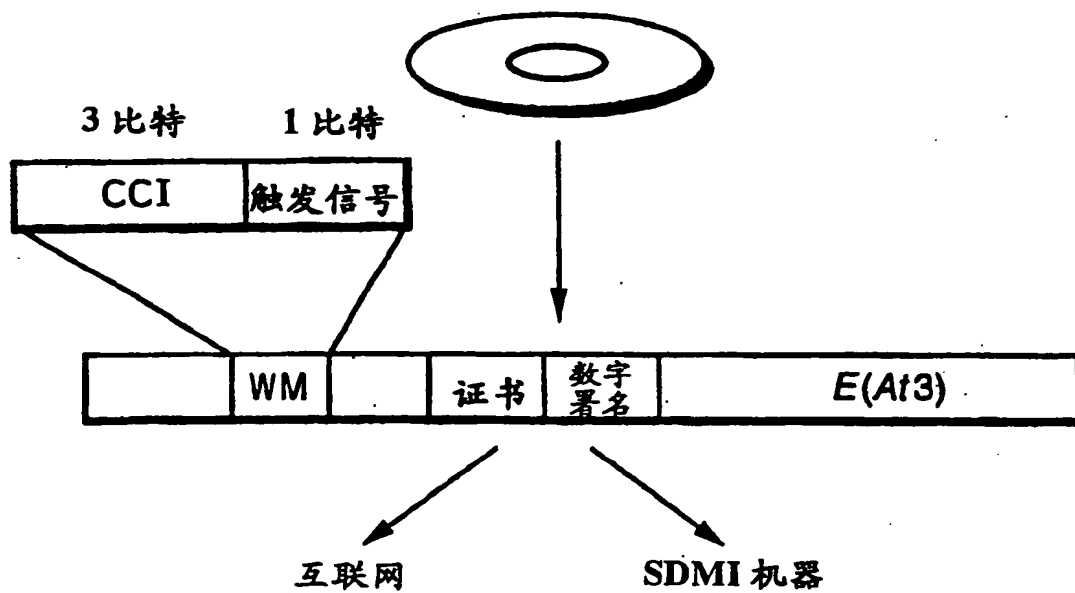 3 比特
1 比特
CCI
触发信号
WM
证书
数字
署名
E(At3)
互联网
SDMI 机器